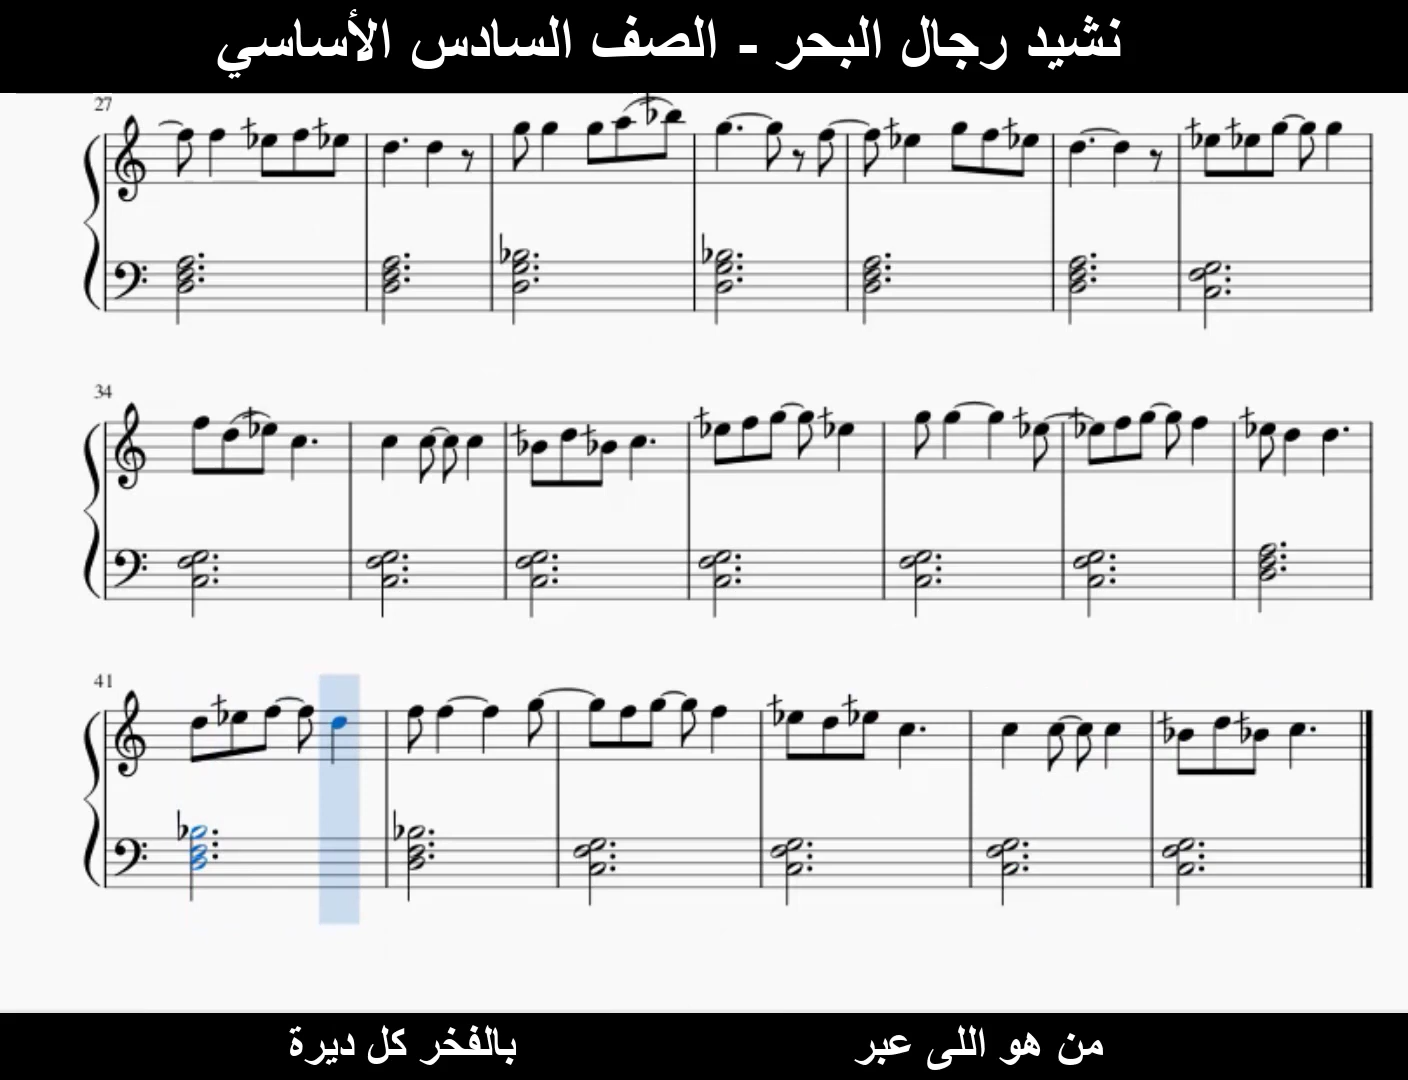 نشيد رجال البحر - الصف السادس الأساسي
27
34
41
من هو اللى عبر بالفخر كل ديرة